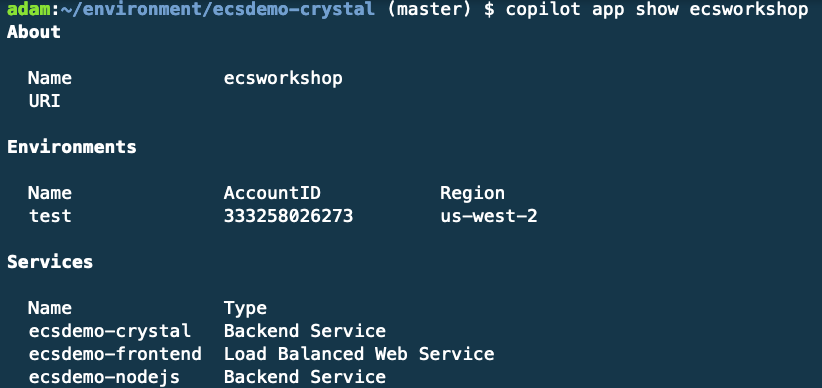 adam:~/environment/ecsdemo-crystal (master) $ copilot app show ecsworkshop
About
Name ecsworkshop
URI
Environments
Name AccountID Region
test 333258026273 us-west-2
Services
Name Type
ecsdemo-crystal Backend Service
ecsdemo-frontend Load Balanced Web Service
ecsdemo-nodejs Backend Service